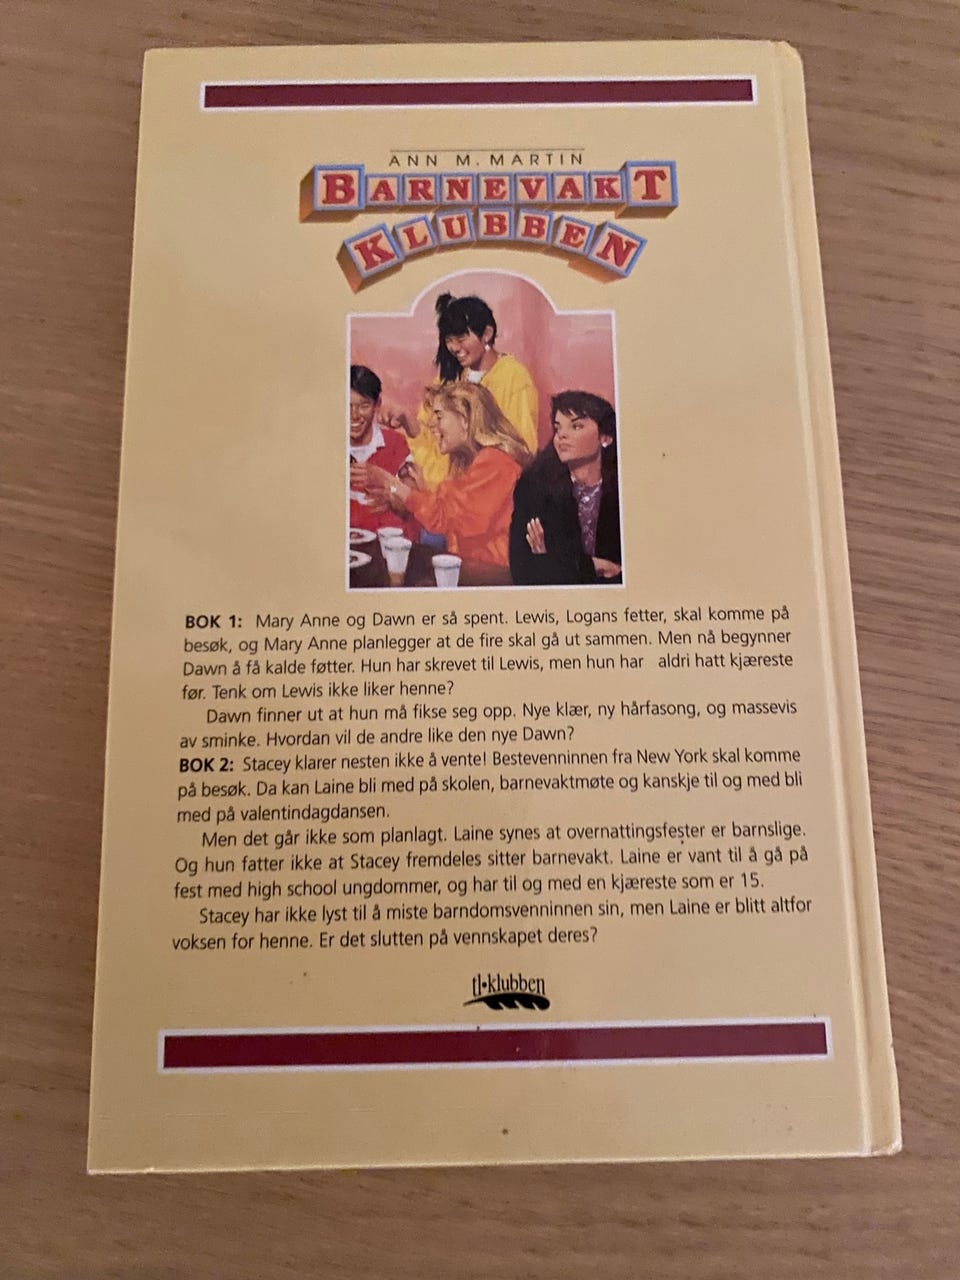 ANN M. MARTIN
BARNEVAKT
KLUBBEN
BOK 1: Mary Anne og Dawn er så spent. Lewis, Logans fetter, skal komme på
besøk, og Mary Anne planlegger at de fire skal gå ut sammen. Men nå begynner
Dawn å få kalde føtter. Hun har skrevet til Lewis, men hun har aldri hatt kjæreste
før. Tenk om Lewis ikke liker henne?
Dawn finner ut at hun må fikse seg opp. Nye klær, ny hårfasong, og massevis
av sminke. Hvordan vil de andre like den nye Dawn?
BOK 2: Stacey klarer nesten ikke å vente! Bestevenninnen fra New York skal komme
på besøk. Da kan Laine bli med på skolen, barnevaktmøte og kanskje til og med bli
med på valentindagdansen.
Men det går ikke som planlagt. Laine synes at overnattingsfester er barnslige.
Og hun fatter ikke at Stacey fremdeles sitter barnevakt. Laine er vant til å gå på
fest med high school ungdommer, og har til og med en kjæreste som er 15.
Stacey har ikke lyst til å miste barndomsvenninnen sin, men Laine er blitt altfor
voksen for henne. Er det slutten på vennskapet deres?
tl•klubben